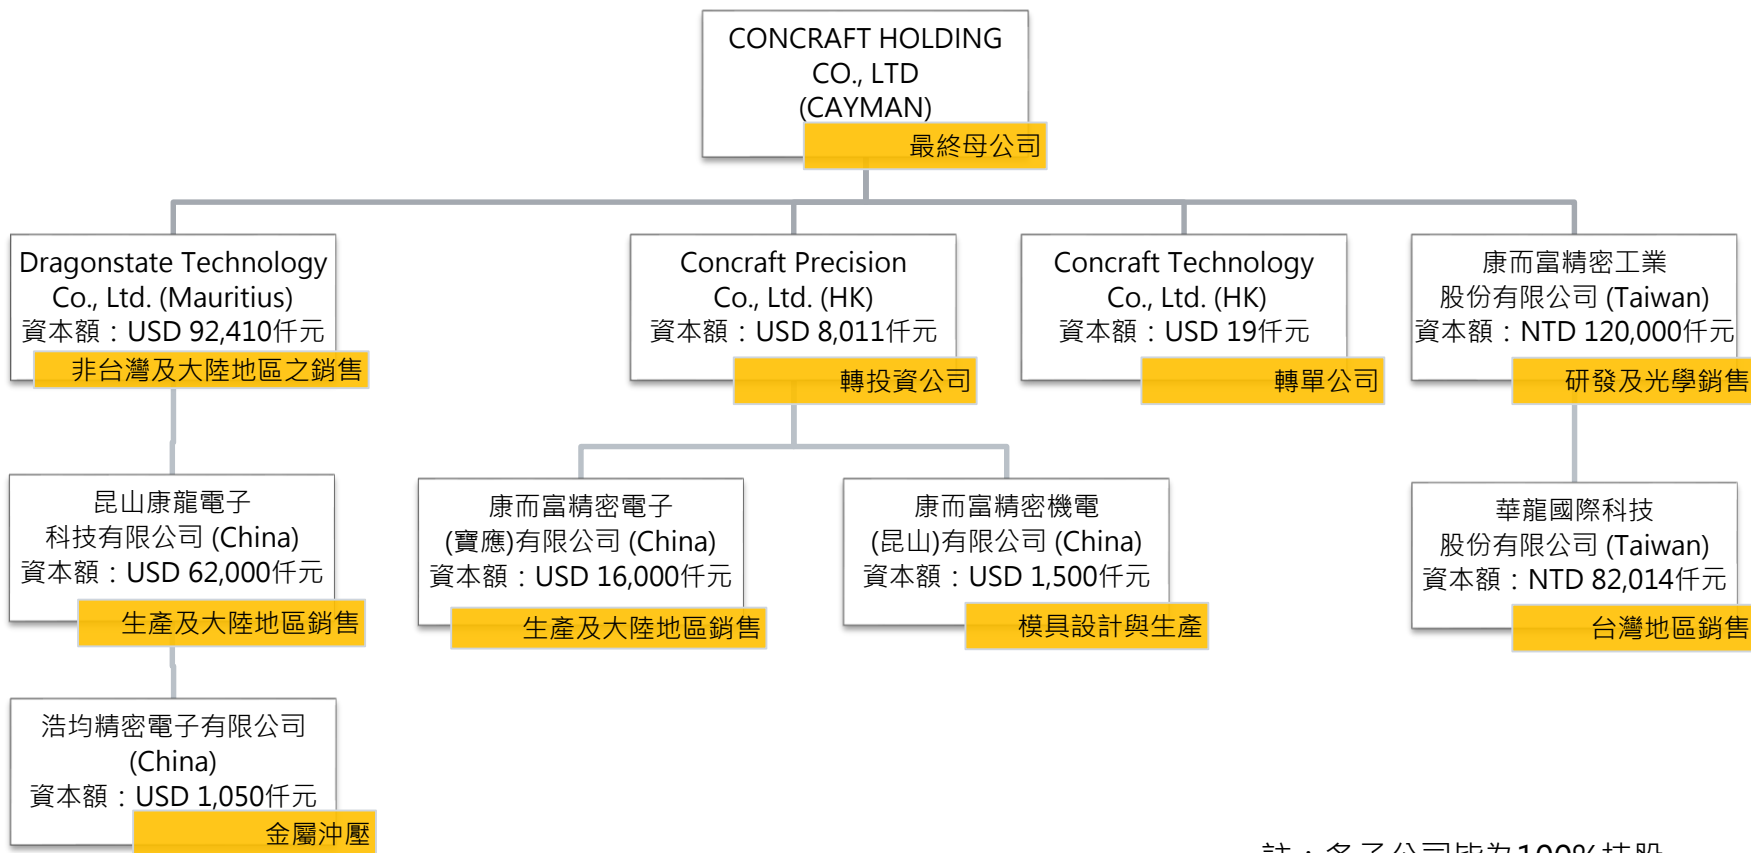 CONCRAFT HOLDING
CO., LTD
(CAYMAN)
最終母公司
Dragonstate Technology
Co., Ltd. (Mauritius)
資本額：USD 92,410仟元
非台灣及大陸地區之銷售
Concraft Precision
Co., Ltd. (HK)
資本額：USD 8,011仟元
轉投資公司
Concraft Technology
Co., Ltd. (HK)
資本額：USD 19仟元
轉單公司
康而富精密工業
股份有限公司 (Taiwan)
資本額：NTD 120,000仟元
研發及光學銷售
昆山康龍電子
科技有限公司 (China)
資本額：USD 62,000仟元
生產及大陸地區銷售
康而富精密電子
(寶應)有限公司 (China)
資本額：USD 16,000仟元
生產及大陸地區銷售
康而富精密機電
(昆山)有限公司 (China)
資本額：USD 1,500仟元
模具設計與生產
華龍國際科技
股份有限公司 (Taiwan)
資本額：NTD 82,014仟元
台灣地區銷售
浩均精密電子有限公司
(China)
資本額：USD 1,050仟元
金屬沖壓
註：各子公司皆為100%持股